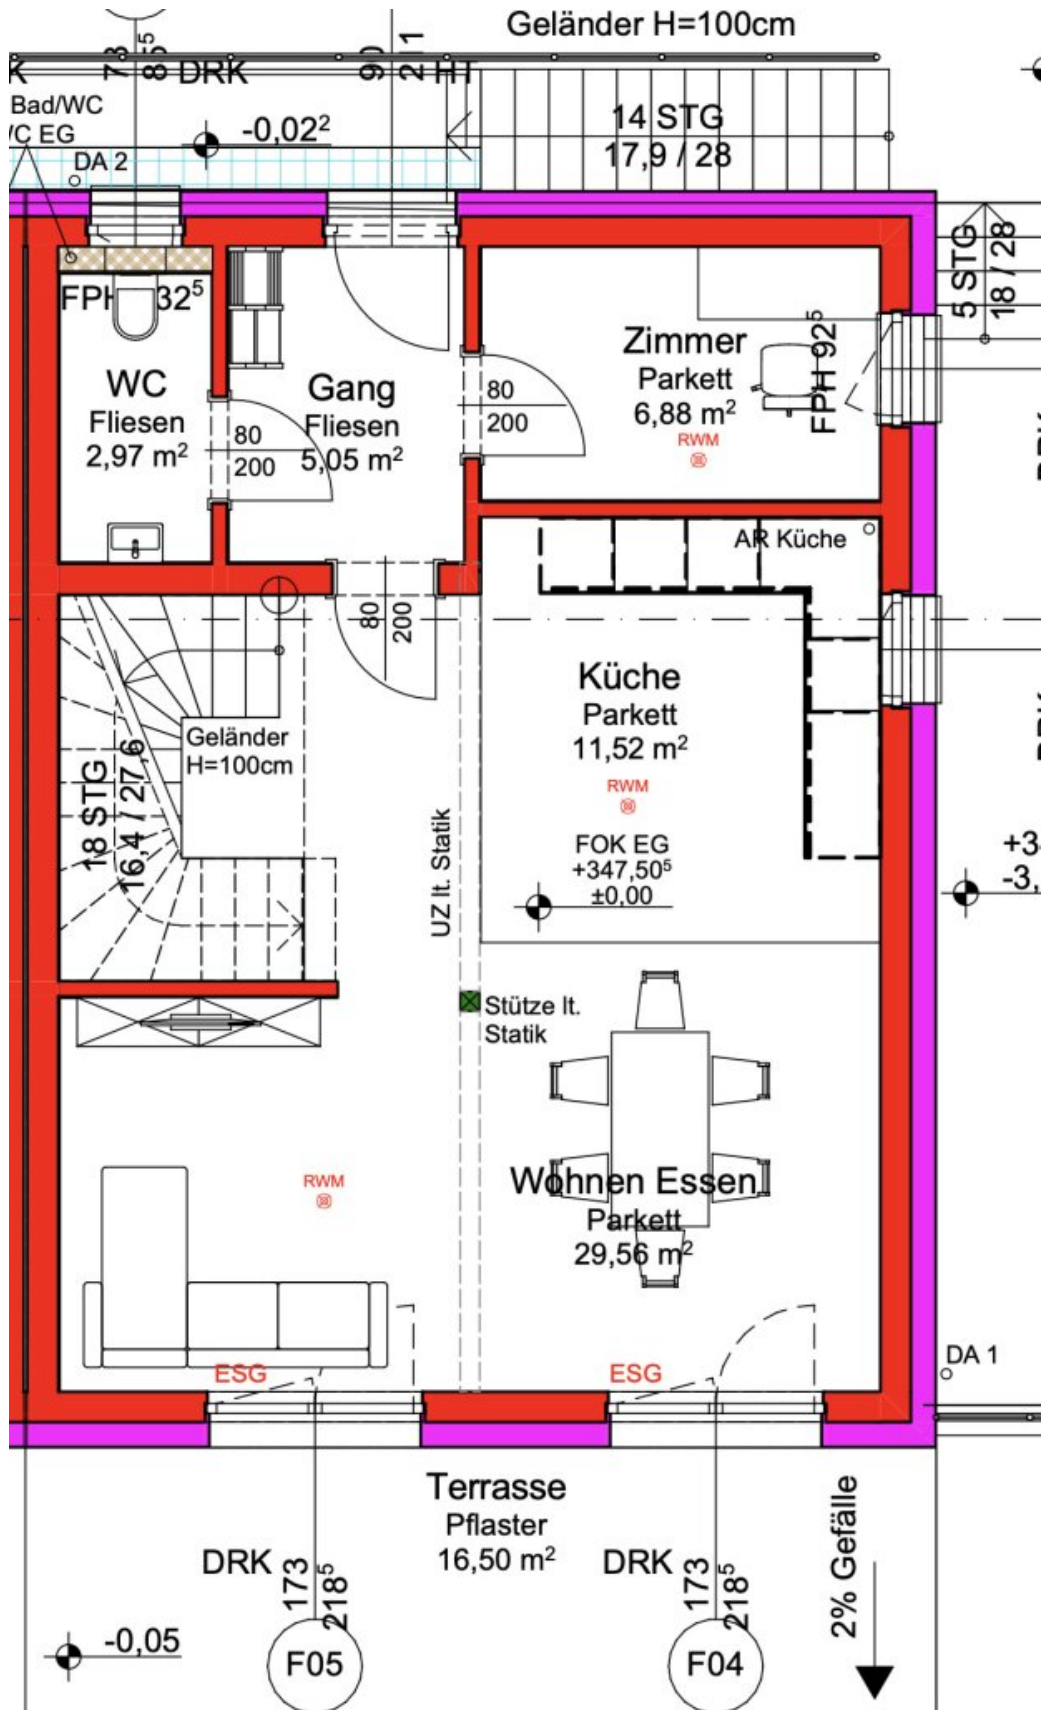 Geländer H=100cm
DRK
HT
Bad/WC
EG
-0,02²
DA 2
14 STG
17,9 / 28
5 STG
18 / 28
FPH 32⁵
WC
Fliesen
2,97 m²
80
200
Gang
Fliesen
5,05 m²
80
200
Zimmer
Parkett
6,88 m²
RWM
FPH 92⁵
AR Küche
80
200
Küche
Parkett
11,52 m²
RWM
FOK EG
+347,50⁵
±0,00
Geländer
H=100cm
18 STG
16,4 / 27,6
UZ lt. Statik
Stütze lt.
Statik
RWM
Wohnen Essen
Parkett
29,56 m²
ESG
ESG
DA 1
Terrasse
Pflaster
16,50 m²
DRK
173
218⁵
DRK
173
218⁵
2% Gefälle
-0,05
F05
F04